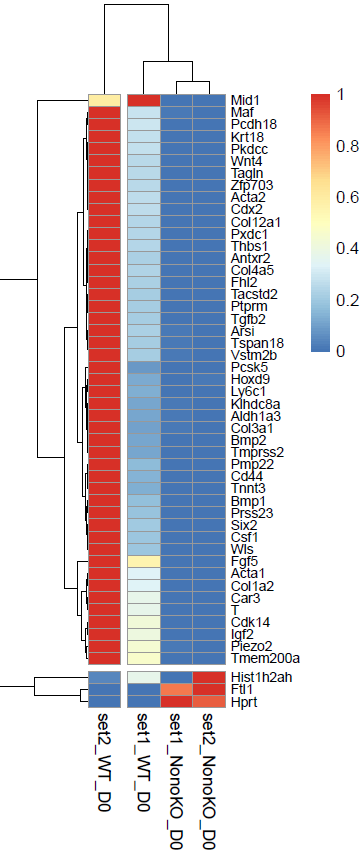 1
0.8
0.6
0.4
0.2
0
Mid1
Maf
Pcdh18
Krt18
Pkdcc
Wnt4
Tagln
Zfp703
Acta2
Cdx2
Col12a1
Pxdc1
Thbs1
Antxr2
Col4a5
Fhl2
Tacstd2
Ptprm
Tgfb2
Arsi
Tspan18
Vstm2b
Pcsk5
Hoxd9
Ly6c1
Klhdc8a
Aldh1a3
Col3a1
Bmp2
Tmprss2
Pmp22
Cd44
Tnnt3
Bmp1
Prss23
Six2
Csf1
Wls
Fgf5
Acta1
Col1a2
Car3
T
Cdk14
Igf2
Piezo2
Tmem200a
Hist1h2ah
Ftl1
Hprt
set2_WT_D0
set1_WT_D0
set1_NonoKO_D0
set2_NonoKO_D0